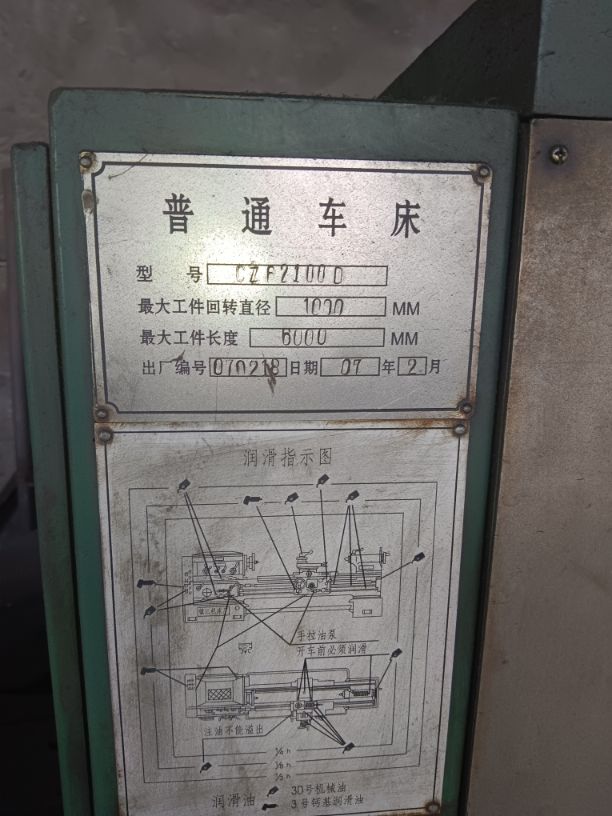 普通车床
型 号 CZF2100D
最大工件回转直径 1000 MM
最大工件长度 6000 MM
出厂编号 070218 日期 07 年 2 月
润滑指示图
手拉油泵
开车前必须润滑
注油不能溢出
润滑油 30号机械油
3号钙基润滑油